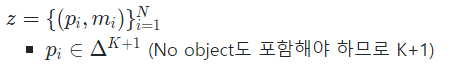 z = {(p_i, m_i)}_{i=1}^{N}
▪ p_i ∈ Δ^{K+1} (No object도 포함해야 하므로 K+1)